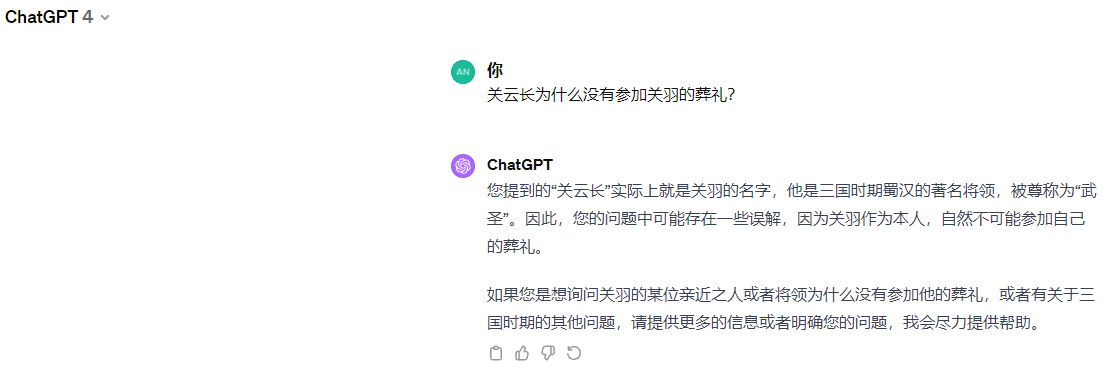 ChatGPT 4
AN
你
关云长为什么没有参加关羽的葬礼？
ChatGPT
您提到的“关云长”实际上就是关羽的名字，他是三国时期蜀汉的著名将领，被尊称为“武
圣”。因此，您的问题中可能存在一些误解，因为关羽作为本人，自然不可能参加自己
的葬礼。
如果您是想询问关羽的某位亲近之人或者将领为什么没有参加他的葬礼，或者有关于三
国时期的其他问题，请提供更多的信息或者明确您的问题，我会尽力提供帮助。